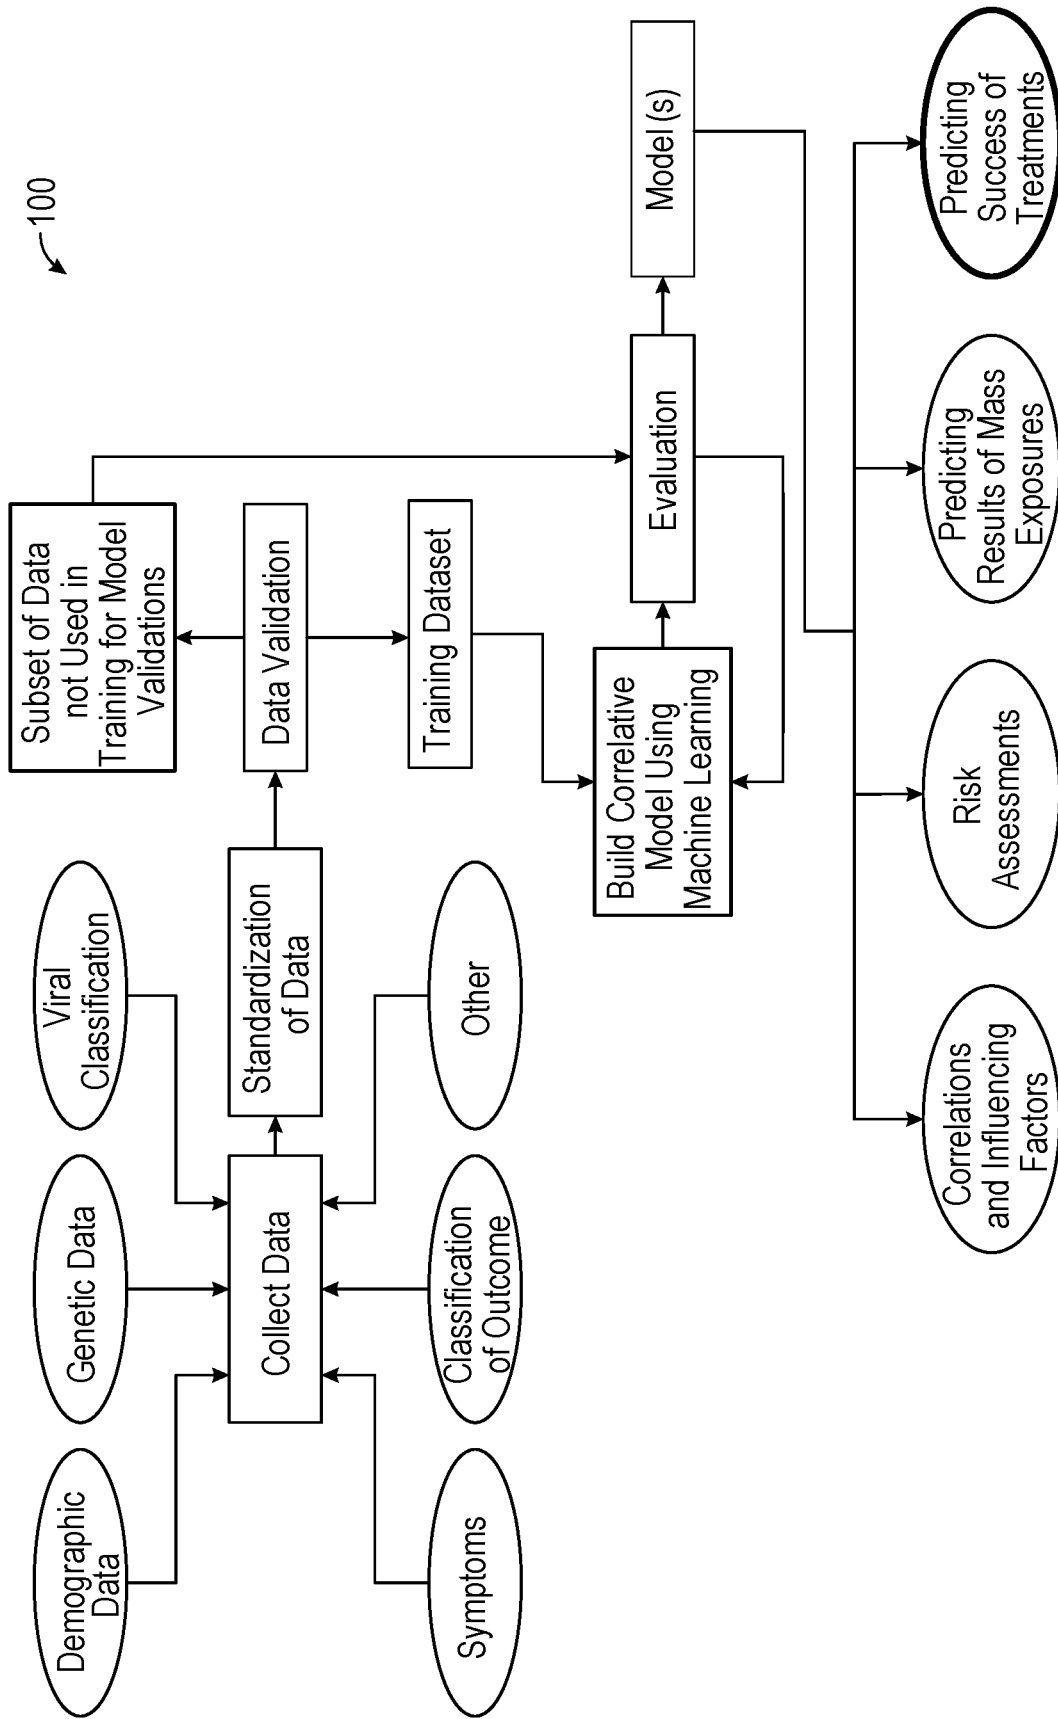 100
Demographic
Data
Genetic Data
Viral
Classification
Collect Data
Standardization
of Data
Symptoms
Classification
of Outcome
Other
Subset of Data
not Used in
Training for Model
Validations
Data Validation
Training Dataset
Build Correlative
Model Using
Machine Learning
Evaluation
Model (s)
Correlations
and Influencing
Factors
Risk
Assessments
Predicting
Results of Mass
Exposures
Predicting
Success of
Treatments